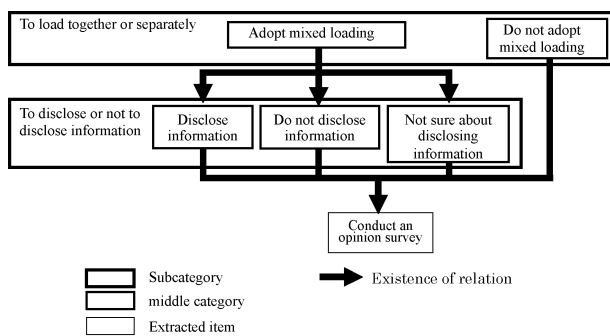 To load together or separately
Adopt mixed loading
Do not adopt
mixed loading
To disclose or not to
disclose information
Disclose
information
Do not disclose
information
Not sure about
disclosing
information
Conduct an
opinion survey
Subcategory
middle category
Extracted item
Existence of relation